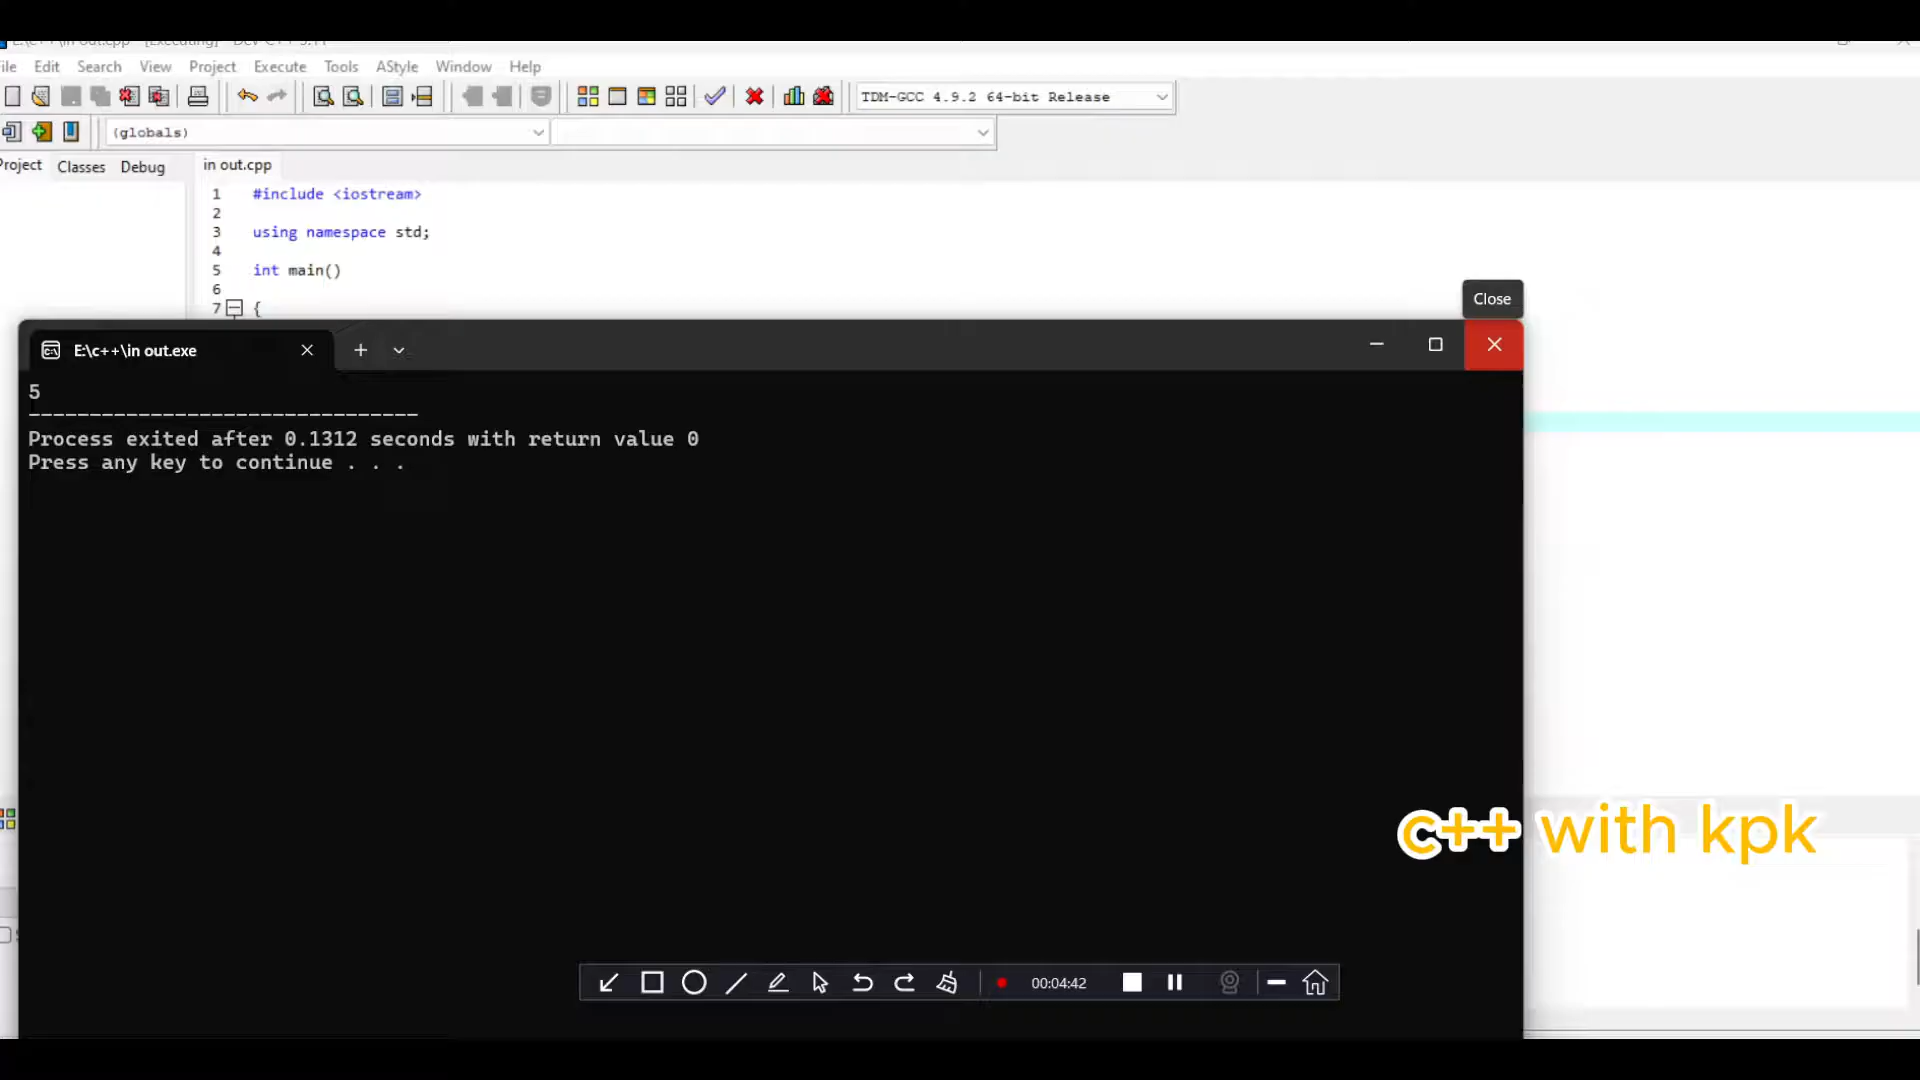 File Edit Search View Project Execute Tools AStyle Window Help
TDM-GCC 4.9.2 64-bit Release
(globals)
Project Classes Debug
in out.cpp
1 #include <iostream>
2
3 using namespace std;
4
5 int main()
6
7 {
Close
E:\c++\in out.exe
5
--------------------------------
Process exited after 0.1312 seconds with return value 0
Press any key to continue . . .
c++ with kpk
00:04:42